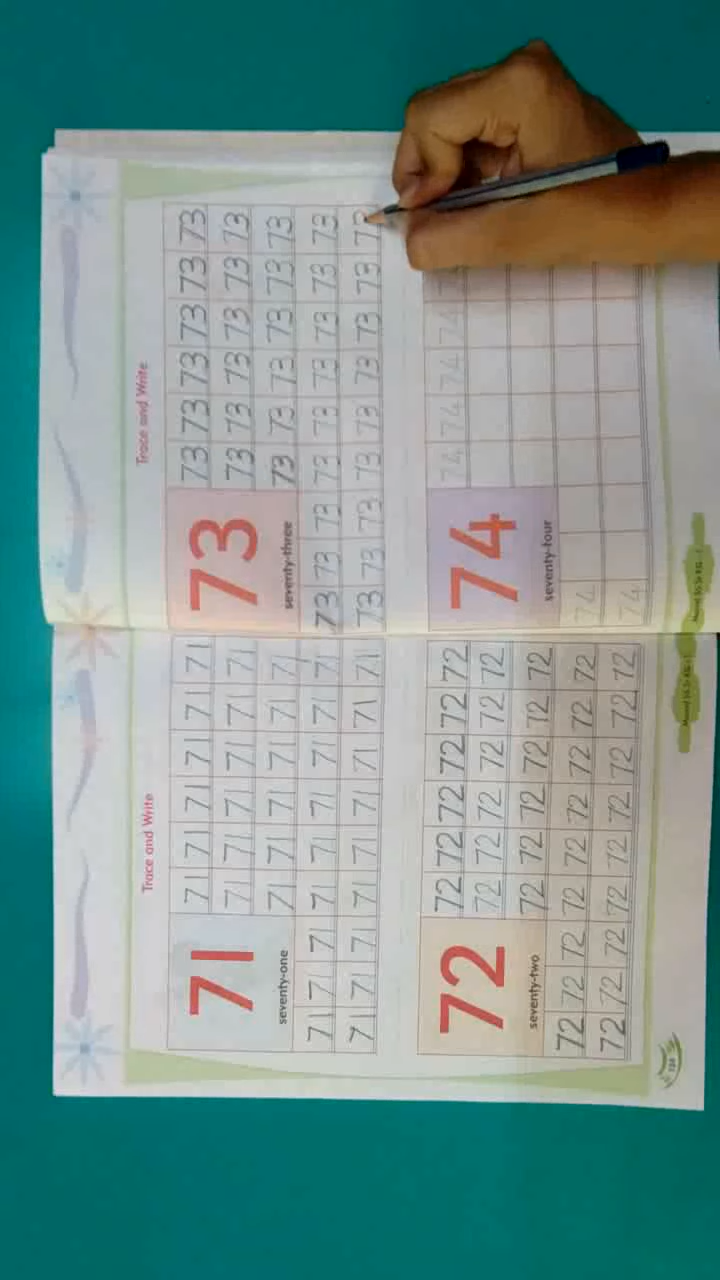 Trace and Write
71
seventy-one
71 71 71 71 71 71
71 71 71 71 71 71
71 71 71 71 71 71
71 71 71 71 71 71 71 71 71
71 71 71 71 71 71 71 71 71
72
seventy-two
72 72 72 72 72 72
72 72 72 72 72 72
72 72 72 72 72 72
72 72 72 72 72 72 72 72 72
72 72 72 72 72 72 72 72 72
Trace and Write
73
seventy-three
73 73 73 73 73 73
73 73 73 73 73 73
73 73 73 73 73 73
73 73 73 73 73 73 73 73 73
73 73 73 73 73 73 73 73 73
74
seventy-four
74 74 74 74 74
74
74